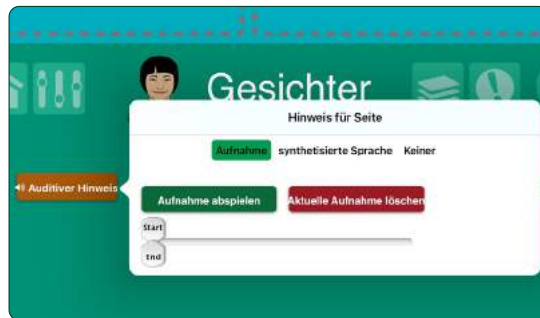 Gesichter
Hinweis für Seite
Aufnahme synthetisierte Sprache Keiner
Auditiver Hinweis
Aufnahme abspielen Aktuelle Aufnahme löschen
Start
End